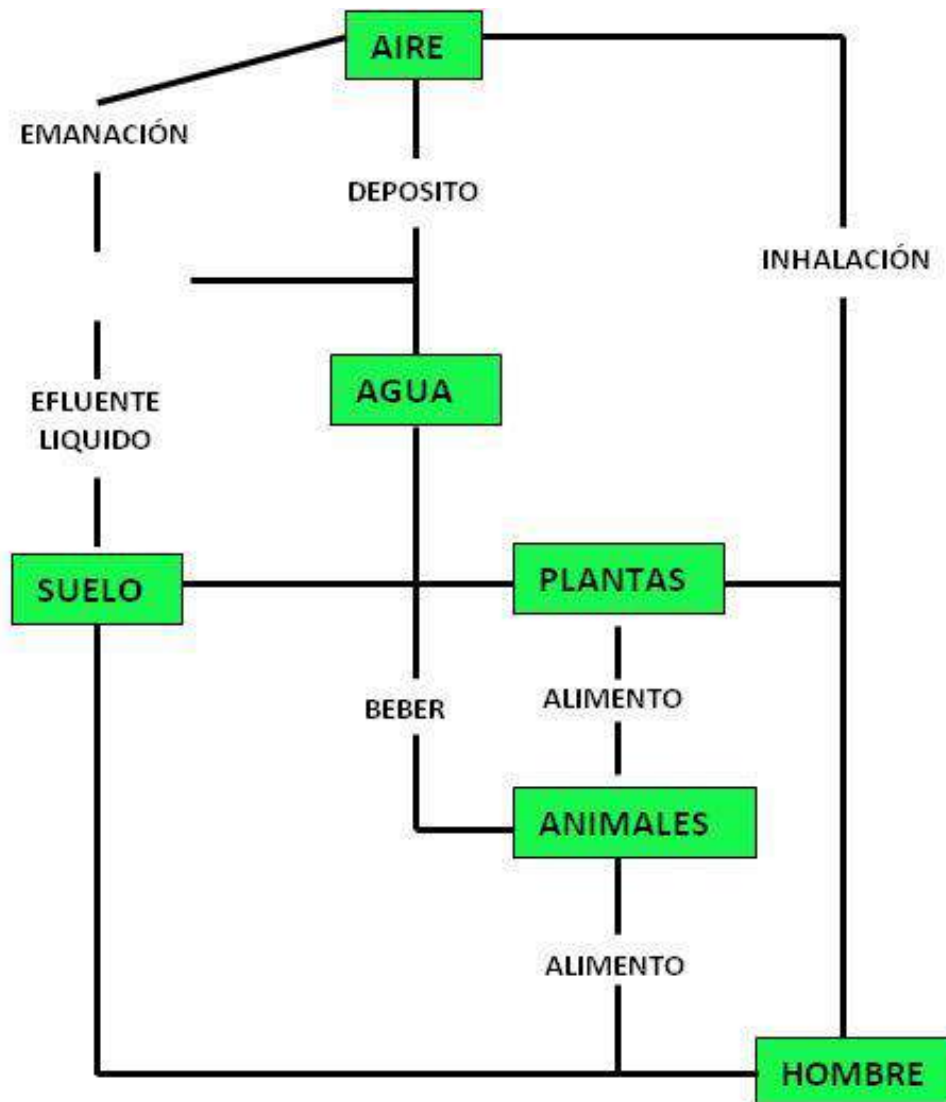 AIRE
EMANACIÓN
DEPOSITO
INHALACIÓN
AGUA
EFLUENTE
LIQUIDO
SUELO
PLANTAS
BEBER
ALIMENTO
ANIMALES
ALIMENTO
HOMBRE